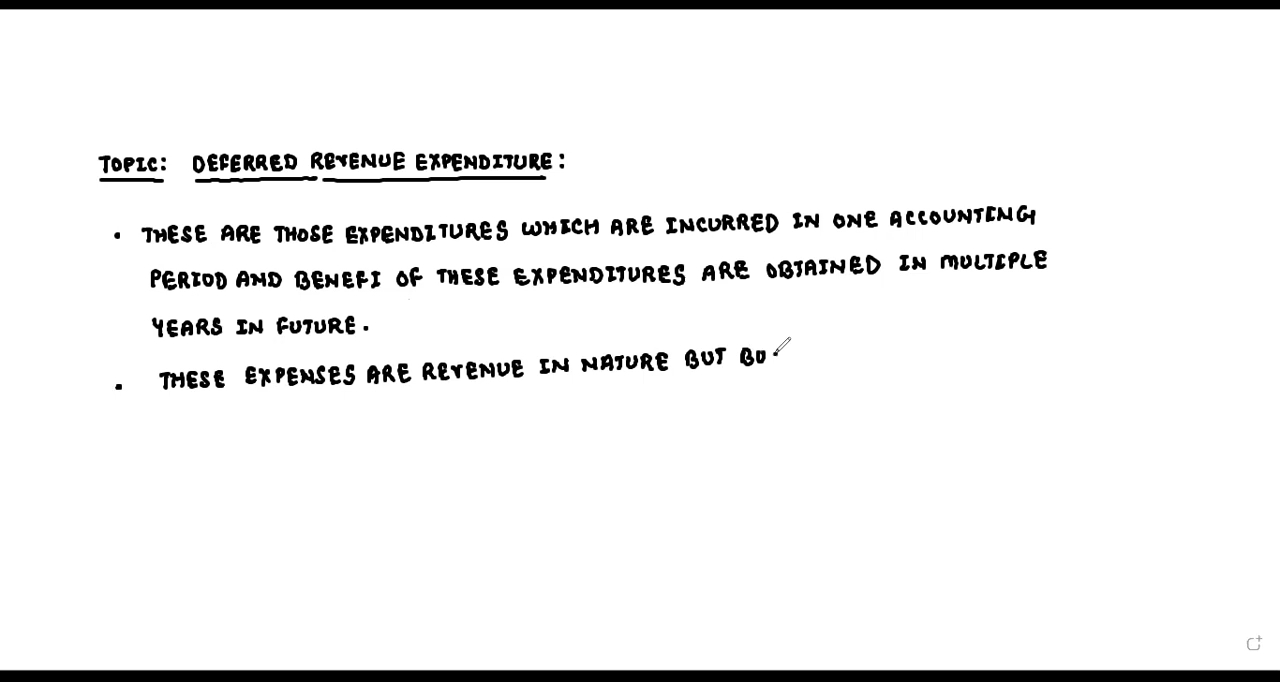 TOPIC: DEFERRED REVENUE EXPENDITURE:
• THESE ARE THOSE EXPENDITURES WHICH ARE INCURRED IN ONE ACCOUNTING
PERIOD AND BENEFI OF THESE EXPENDITURES ARE OBTAINED IN MULTIPLE
YEARS IN FUTURE.
• THESE EXPENSES ARE REVENUE IN NATURE BUT BU